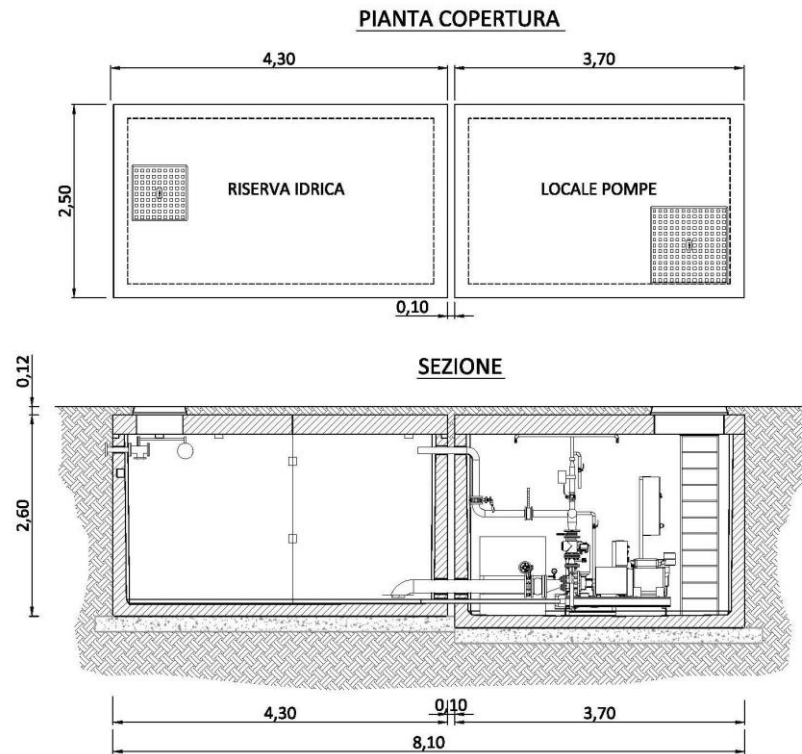 PIANTA COPERTURA
4,30
3,70
2,50
RISERVA IDRICA
LOCALE POMPE
0,10
SEZIONE
0,12
2,60
0,10
4,30
3,70
8,10